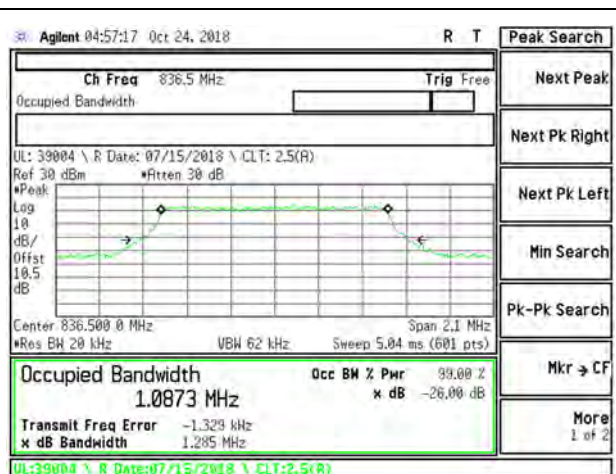 Agilent 04:57:17 Oct 24, 2018 R T Peak Search
Ch Freq 836.5 MHz Trig Free
Occupied Bandwidth
Next Peak
Next Pk Right
UL: 39004 \ R Date: 07/15/2018 \ CLT: 2.5(A)
Ref 30 dBm #Atten 30 dB
#Peak
Log
10
dB/
Offst
10.5
dB
Next Pk Left
Min Search
Pk-Pk Search
Center 836.500 0 MHz Span 2.1 MHz
#Res BW 20 kHz VBW 62 kHz Sweep 5.04 ms (601 pts)
Occupied Bandwidth Occ BW % Pwr 99.00 %
1.0873 MHz x dB -26.00 dB
Mkr → CF
Transmit Freq Error -1.329 kHz
x dB Bandwidth 1.285 MHz
More
1 of 2
UL:39004 \ R Date:07/15/2018 \ CLT:2.5(A)